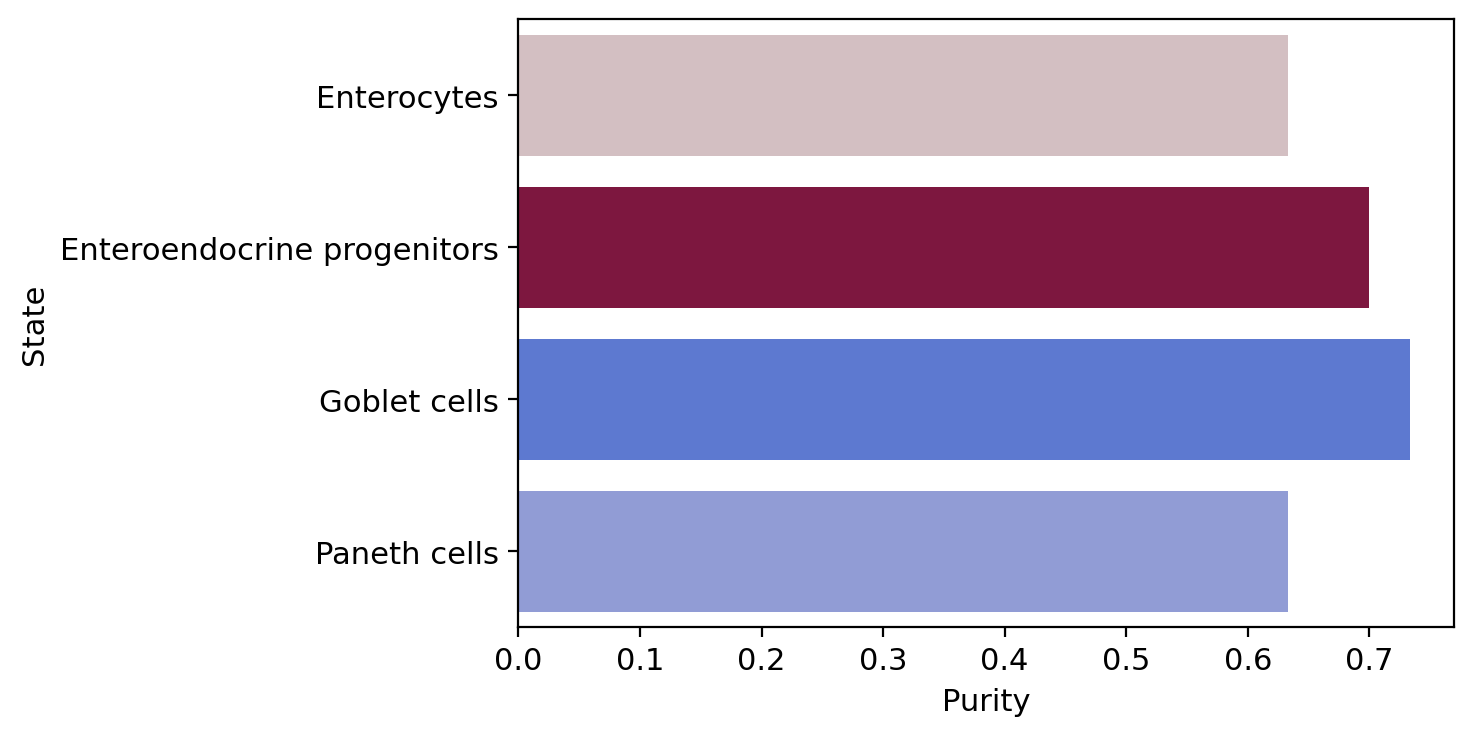 Enterocytes
Enteroendocrine progenitors
Goblet cells
Paneth cells
State
0.0 0.1 0.2 0.3 0.4 0.5 0.6 0.7
Purity